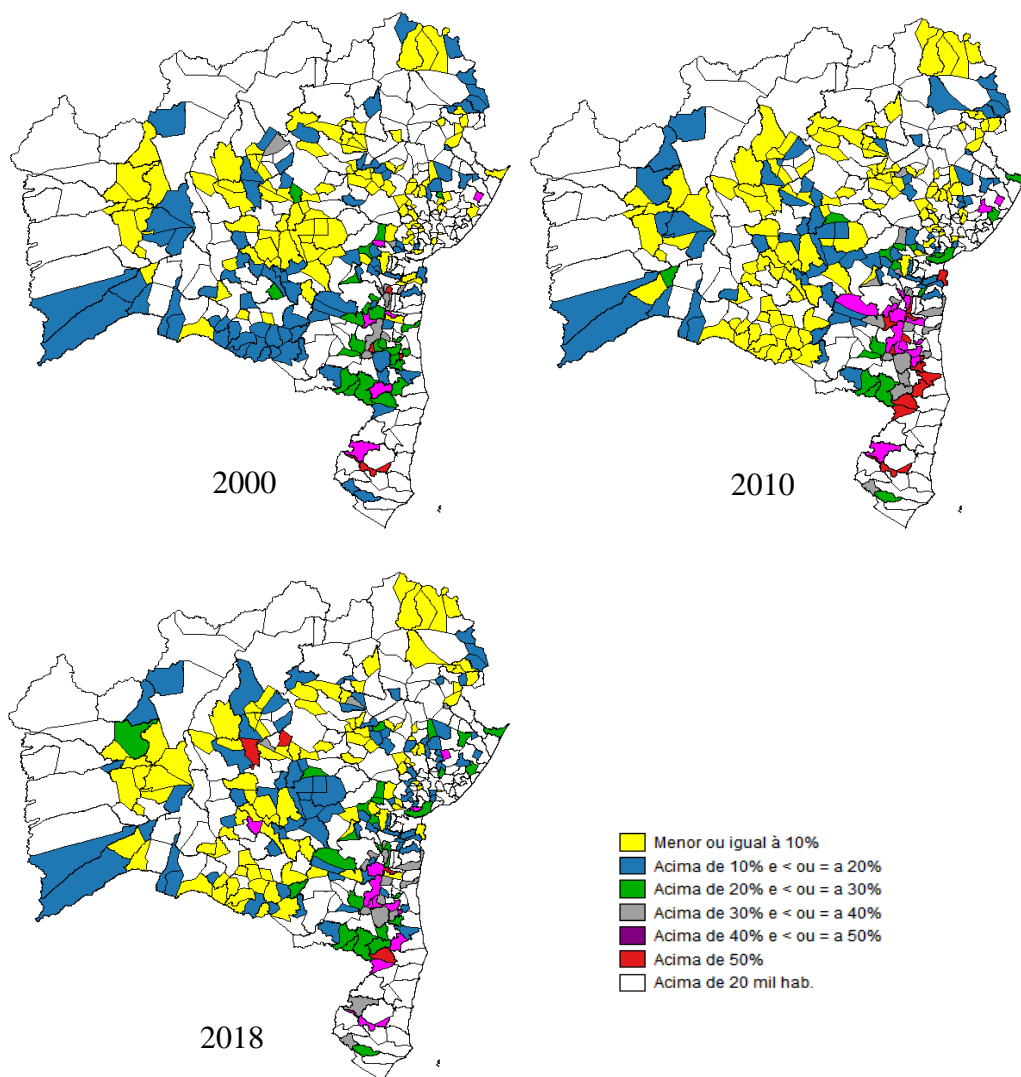 2000
2010
2018
Menor ou igual à 10%
Acima de 10% e < ou = a 20%
Acima de 20% e < ou = a 30%
Acima de 30% e < ou = a 40%
Acima de 40% e < ou = a 50%
Acima de 50%
Acima de 20 mil hab.